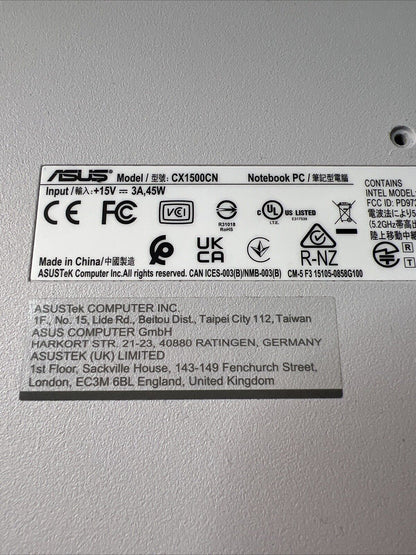 ASUS Model / 型號: CX1500CN Notebook PC / 筆記型電腦
Input / 輸入: +15V ⎓ 3A, 45W
CE FC VCI R31018 RoHS c UL US LISTED I.T.E. E317538
UK CA R-NZ
Made in China/中國製造
ASUSTeK Computer Inc. All rights reserved. CAN ICES-003(B)/NMB-003(B) CM-5 F3 15105-0858G100
CONTAINS
INTEL MODEL:
FCC ID: PD97
電波法により5
(5.2GHz帯高出
陸上移動中継
R
T
ASUSTek COMPUTER INC.
1F., No. 15, Lide Rd., Beitou Dist., Taipei City 112, Taiwan
ASUS COMPUTER GmbH
HARKORT STR. 21-23, 40880 RATINGEN, GERMANY
ASUSTEK (UK) LIMITED
1st Floor, Sackville House, 143-149 Fenchurch Street,
London, EC3M 6BL England, United Kingdom